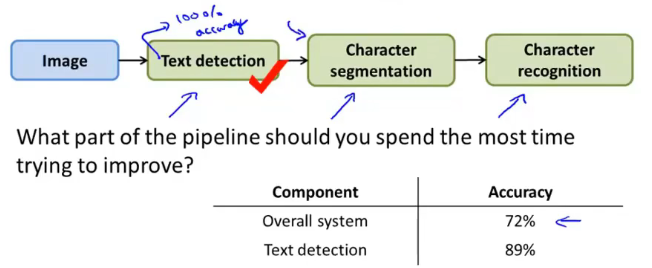 100%
accuracy
Image
Text detection
Character
segmentation
Character
recognition
What part of the pipeline should you spend the most time
trying to improve?
Component Accuracy
Overall system 72%
Text detection 89%